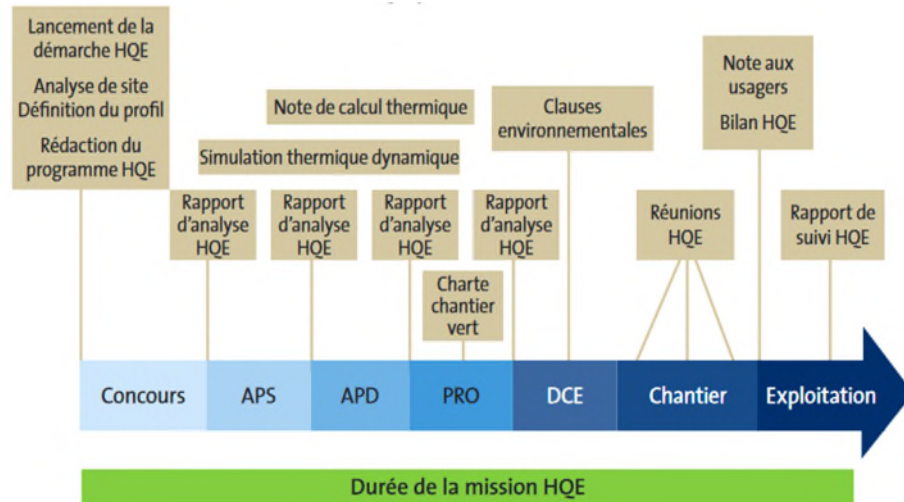 Lancement de la
démarche HQE
Analyse de site
Définition du profil
Rédaction du
programme HQE
Note de calcul thermique
Simulation thermique dynamique
Clauses
environnementales
Note aux
usagers
Bilan HQE
Rapport
d'analyse
HQE
Rapport
d'analyse
HQE
Rapport
d'analyse
HQE
Rapport
d'analyse
HQE
Charte
chantier
vert
Réunions
HQE
Rapport de
suivi HQE
Concours
APS
APD
PRO
DCE
Chantier
Exploitation
Durée de la mission HQE